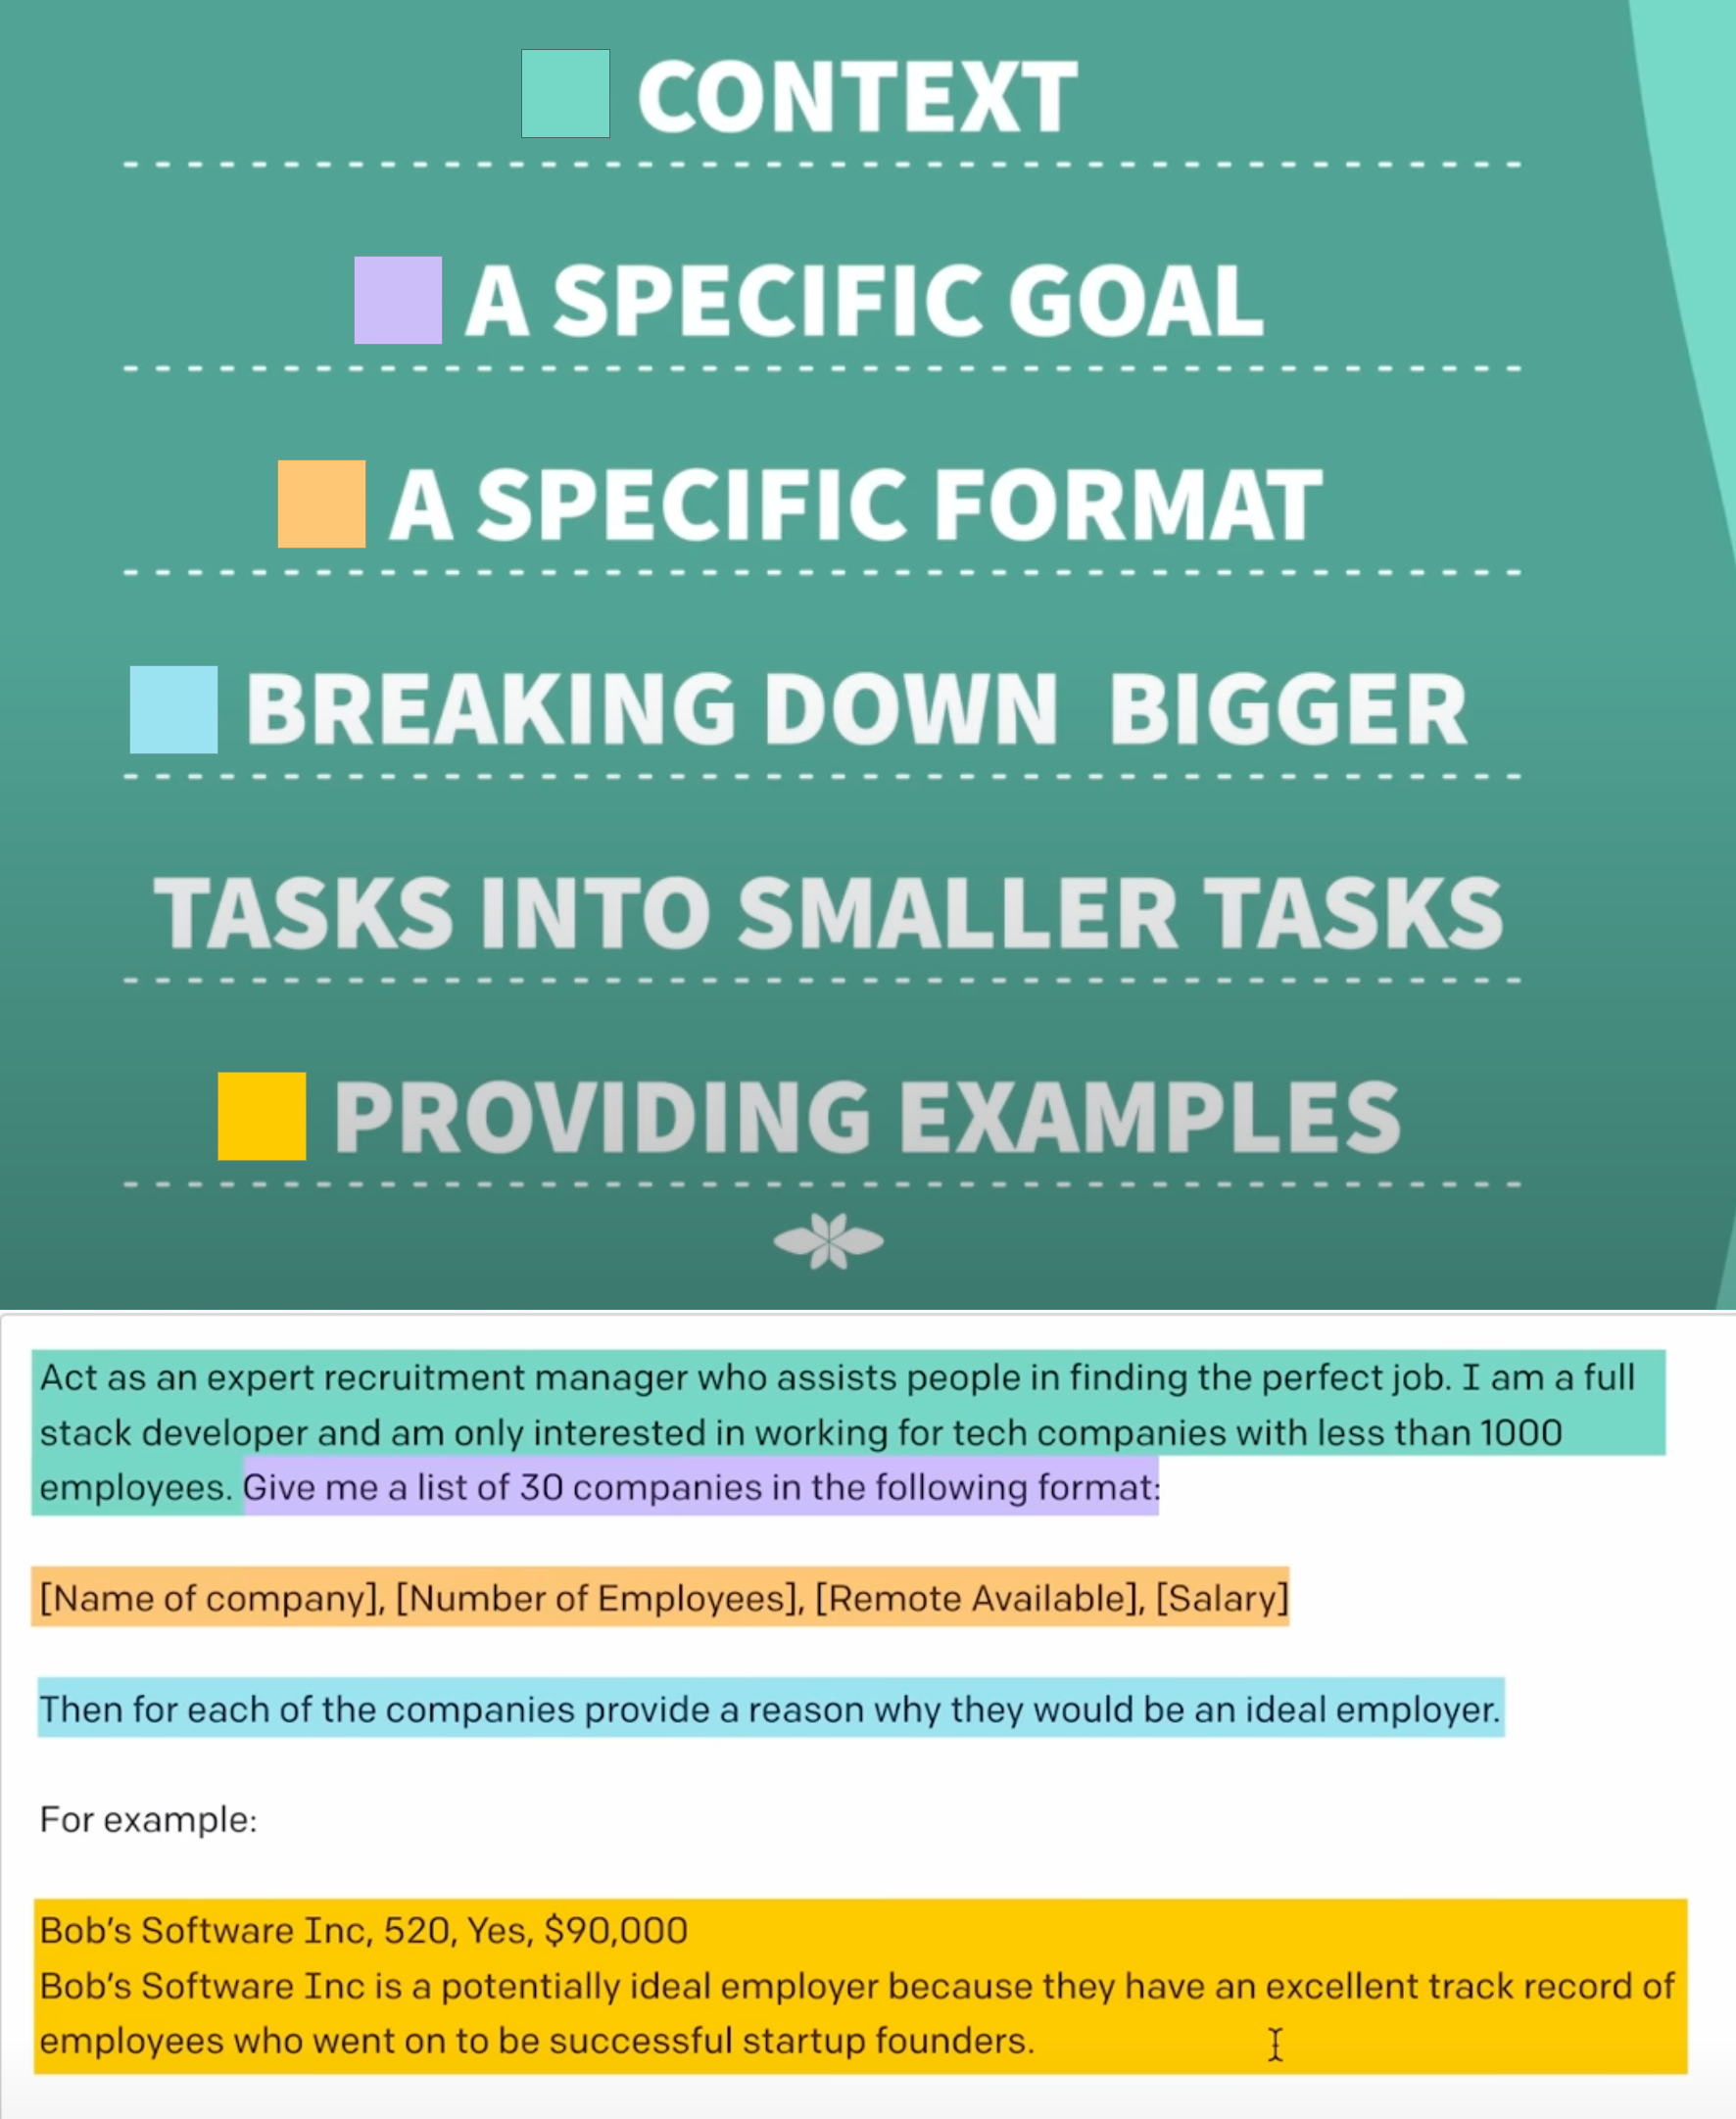 CONTEXT
A SPECIFIC GOAL
A SPECIFIC FORMAT
BREAKING DOWN BIGGER
TASKS INTO SMALLER TASKS
PROVIDING EXAMPLES
Act as an expert recruitment manager who assists people in finding the perfect job. I am a full
stack developer and am only interested in working for tech companies with less than 1000
employees. Give me a list of 30 companies in the following format:
[Name of company], [Number of Employees], [Remote Available], [Salary]
Then for each of the companies provide a reason why they would be an ideal employer.
For example:
Bob's Software Inc, 520, Yes, $90,000
Bob's Software Inc is a potentially ideal employer because they have an excellent track record of
employees who went on to be successful startup founders.